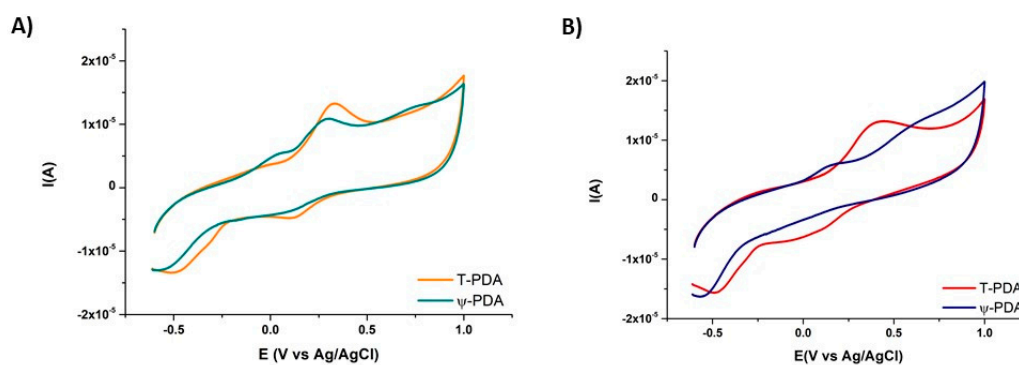 A)
2x10⁻⁵
1x10⁻⁵
0
-1x10⁻⁵
-2x10⁻⁵
I(A)
-0.5
0.0
0.5
1.0
E (V vs Ag/AgCl)
T-PDA
ψ-PDA
B)
2x10⁻⁵
1x10⁻⁵
0
-1x10⁻⁵
-2x10⁻⁵
I(A)
-0.5
0.0
0.5
1.0
E(V vs Ag/AgCl)
T-PDA
ψ-PDA